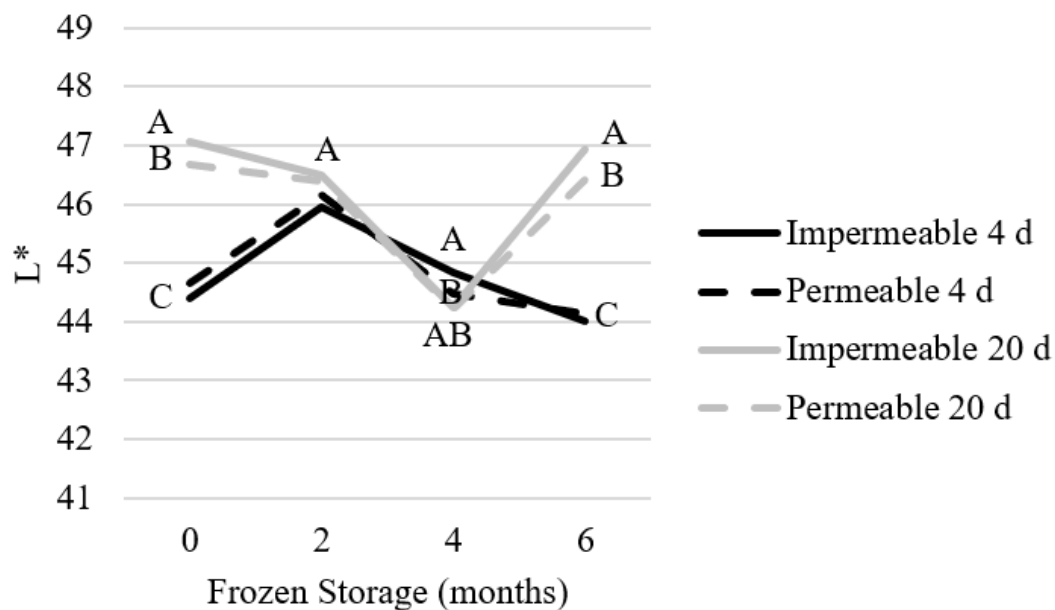 49
48
47
46
45
44
43
42
41
L*
A
B
C
A
A
B
AB
A
B
C
0 2 4 6
Frozen Storage (months)
Impermeable 4 d
Permeable 4 d
Impermeable 20 d
Permeable 20 d